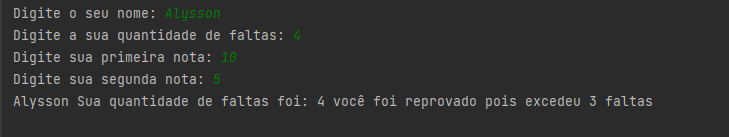 Digite o seu nome: Alysson
Digite a sua quantidade de faltas: 4
Digite sua primeira nota: 10
Digite sua segunda nota: 5
Alysson Sua quantidade de faltas foi: 4 você foi reprovado pois excedeu 3 faltas